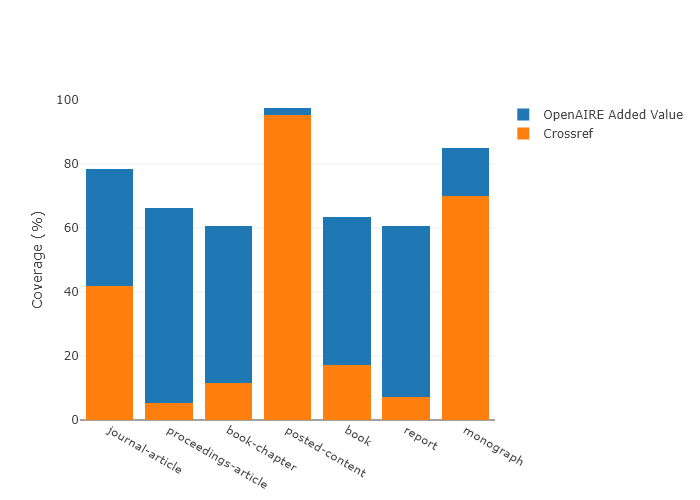 100
80
60
40
20
0
Coverage (%)
journal-article
proceedings-article
book-chapter
posted-content
book
report
monograph
OpenAIRE Added Value
Crossref